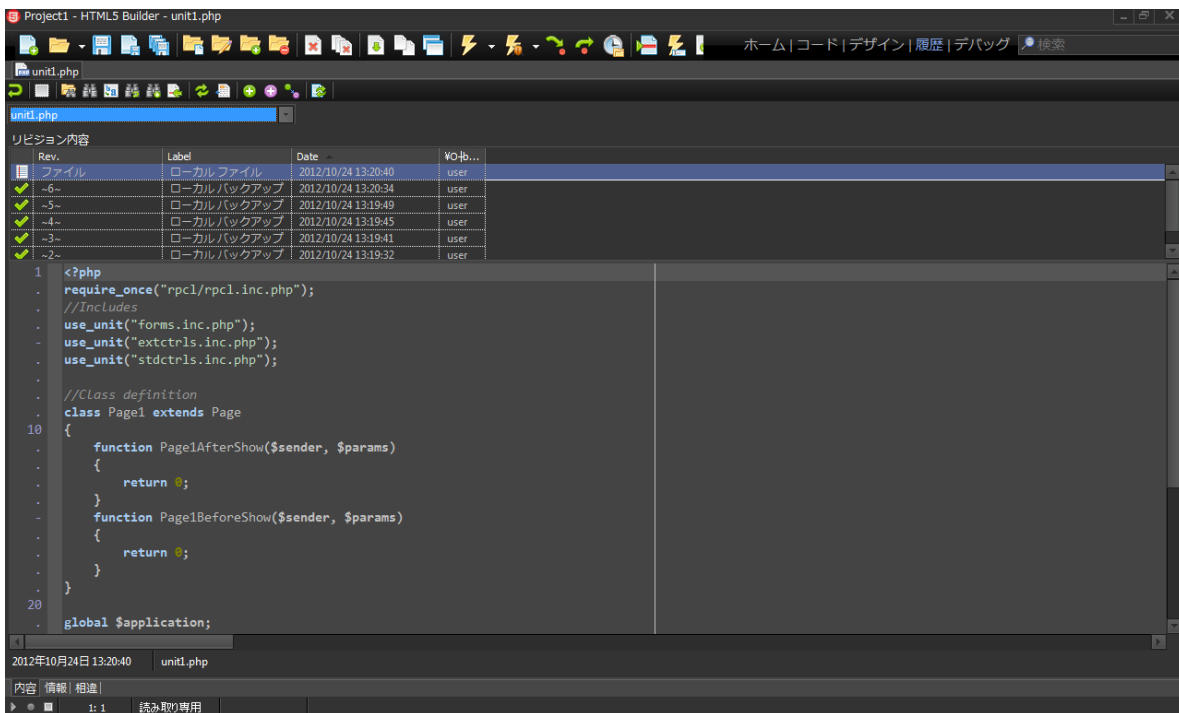 Project1 - HTML5 Builder - unit1.php
ホーム | コード | デザイン | 履歴 | デバッグ 検索
unit1.php
unit1.php
リビジョン内容
Rev. Label Date
ファイル ローカル ファイル 2012/10/24 13:20:40 user
~6~ ローカル バックアップ 2012/10/24 13:20:34 user
~5~ ローカル バックアップ 2012/10/24 13:19:49 user
~4~ ローカル バックアップ 2012/10/24 13:19:45 user
~3~ ローカル バックアップ 2012/10/24 13:19:41 user
~2~ ローカル バックアップ 2012/10/24 13:19:32 user
1 <?php
. require_once("rpcl/rpcl.inc.php");
. //Includes
. use_unit("forms.inc.php");
- use_unit("extctrls.inc.php");
. use_unit("stdctrls.inc.php");
.
. //Class definition
. class Page1 extends Page
10 {
. function Page1AfterShow($sender, $params)
. {
. return 0;
. }
- function Page1BeforeShow($sender, $params)
. {
. return 0;
. }
. }
20
. global $application;
2012年10月24日 13:20:40 unit1.php
内容 | 情報 | 相違 |
1: 1 読み取り専用